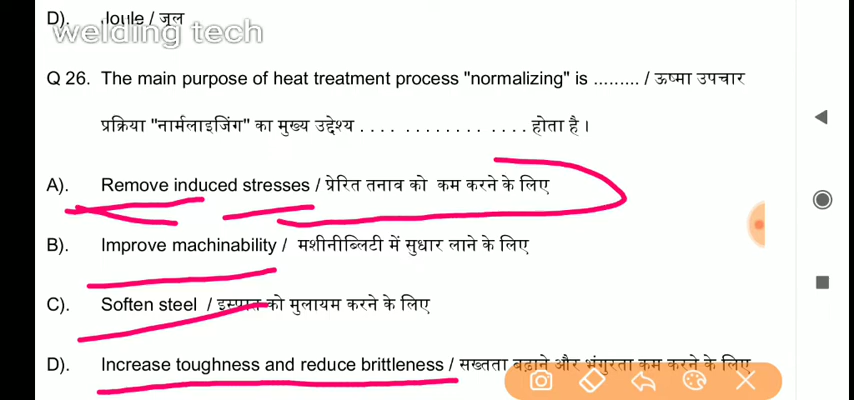 D). Joule / जूल
welding tech
Q 26. The main purpose of heat treatment process "normalizing" is ......... / ऊष्मा उपचार
प्रक्रिया "नार्मलाइजिंग" का मुख्य उद्देश्य . . . . . . . . . . . . . . . . . . होता है ।
A). Remove induced stresses / प्रेरित तनाव को कम करने के लिए
B). Improve machinability / मशीनीब्लिटी में सुधार लाने के लिए
C). Soften steel / इस्पात को मुलायम करने के लिए
D). Increase toughness and reduce brittleness / सख्तता बढ़ाने और भंगुरता कम करने के लिए